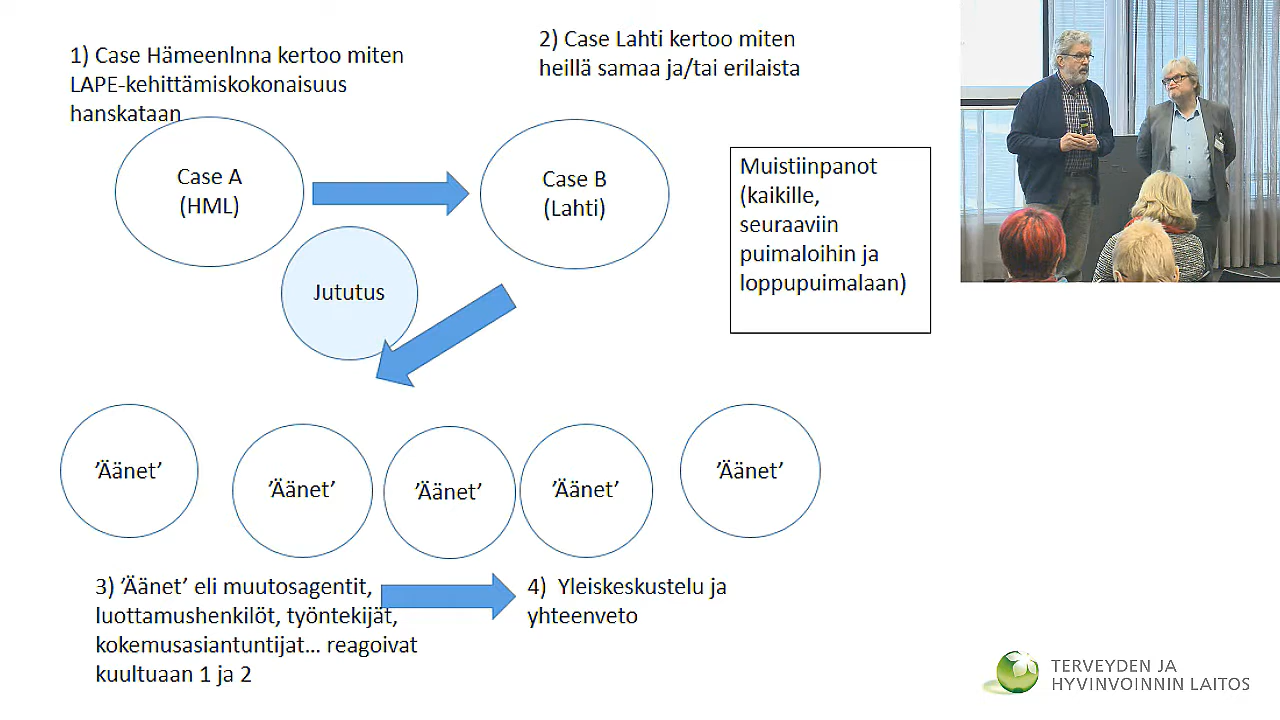 1) Case HämeenInna kertoo miten
LAPE-kehittämiskokonaisuus
hanskataan
2) Case Lahti kertoo miten
heillä samaa ja/tai erilaista
Case A
(HML)
Case B
(Lahti)
Jututus
Muistiinpanot
(kaikille,
seuraaviin
puimaloihin ja
loppupuimalaan)
’Äänet’
’Äänet’
’Äänet’
’Äänet’
’Äänet’
3) ’Äänet’ eli muutosagentit,
luottamushenkilöt, työntekijät,
kokemusasiantuntijat… reagoivat
kuultuaan 1 ja 2
4) Yleiskeskustelu ja
yhteenveto
TERVEYDEN JA
HYVINVOINNIN LAITOS